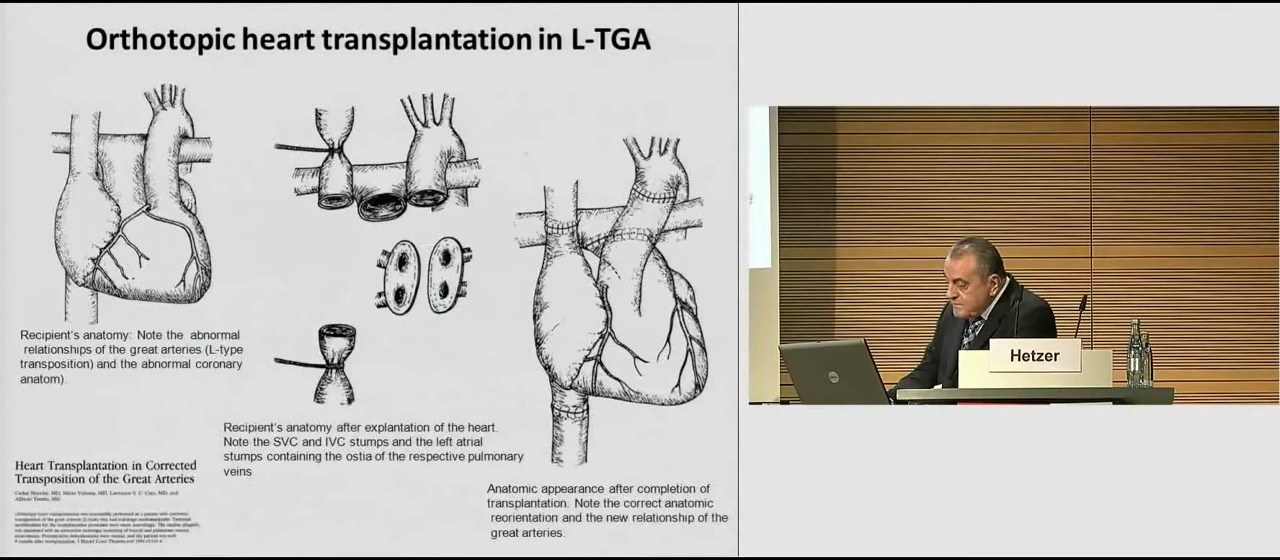 Orthotopic heart transplantation in L-TGA
Recipient's anatomy: Note the abnormal
relationships of the great arteries (L-type
transposition) and the abnormal coronary
anatom).
Recipient's anatomy after explantation of the heart.
Note the SVC and IVC stumps and the left atrial
stumps containing the ostia of the respective pulmonary
veins
Anatomic appearance after completion of
transplantation. Note the correct anatomic
reorientation and the new relationship of the
great arteries.
Heart Transplantation in Corrected
Transposition of the Great Arteries
Hetzer